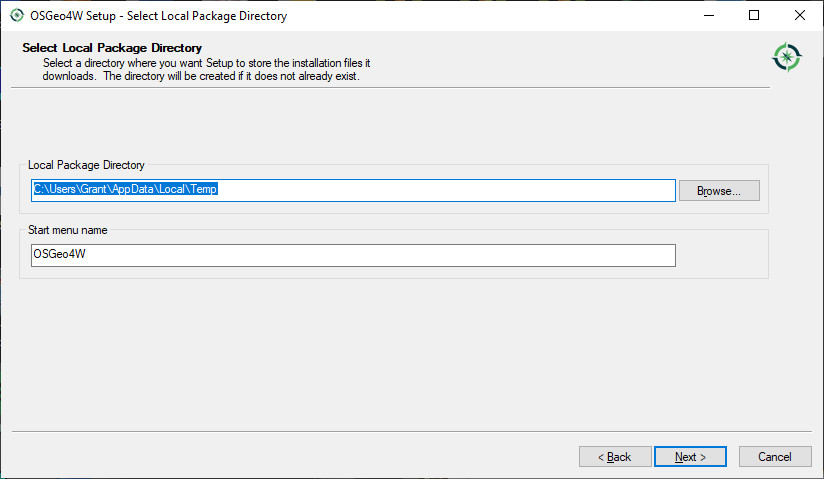 OSGeo4W Setup - Select Local Package Directory
Select Local Package Directory
Select a directory where you want Setup to store the installation files it
downloads.  The directory will be created if it does not already exist.
Local Package Directory
C:\Users\Grant\AppData\Local\Temp
Browse...
Start menu name
OSGeo4W
< Back
Next >
Cancel